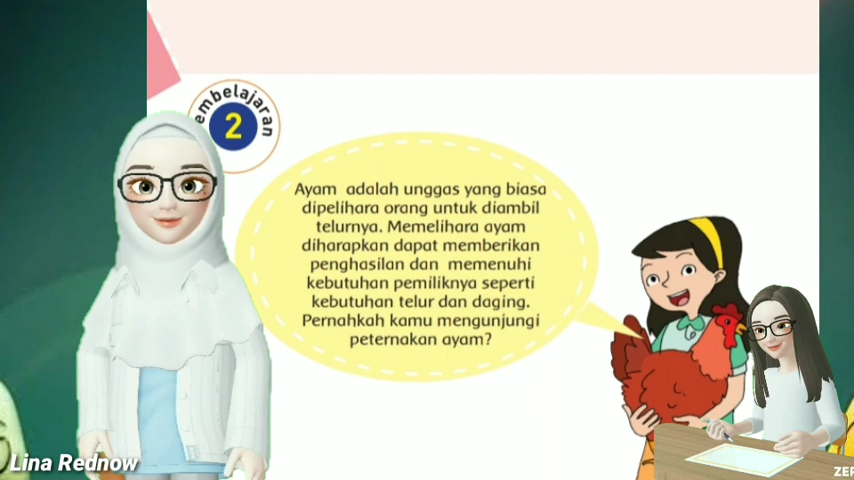 embelajaran
2
Ayam adalah unggas yang biasa
dipelihara orang untuk diambil
telurnya. Memelihara ayam
diharapkan dapat memberikan
penghasilan dan memenuhi
kebutuhan pemiliknya seperti
kebutuhan telur dan daging.
Pernahkah kamu mengunjungi
peternakan ayam?
Lina Rednow
ZEP